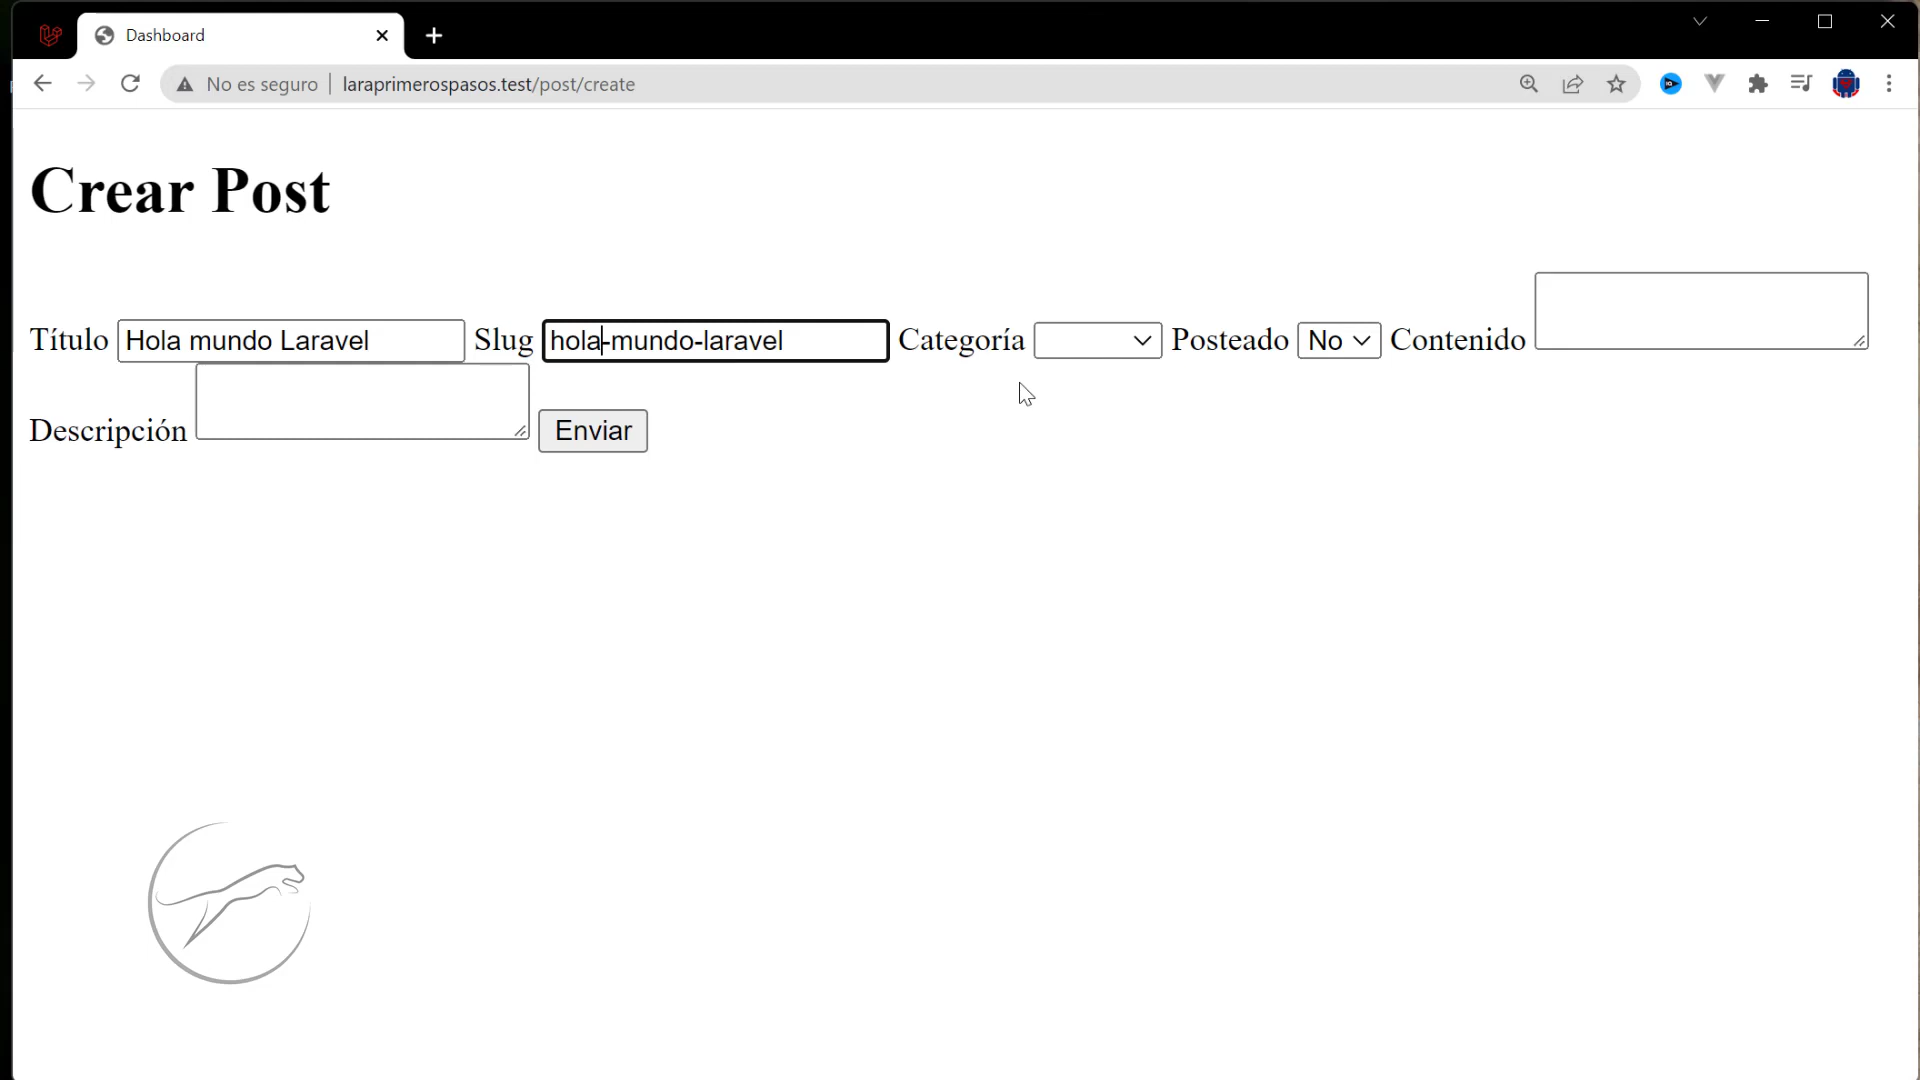 Dashboard
No es seguro laraprimerospasos.test/post/create
Crear Post
Título Hola mundo Laravel Slug hola-mundo-laravel Categoría Posteado No Contenido
Descripción Enviar